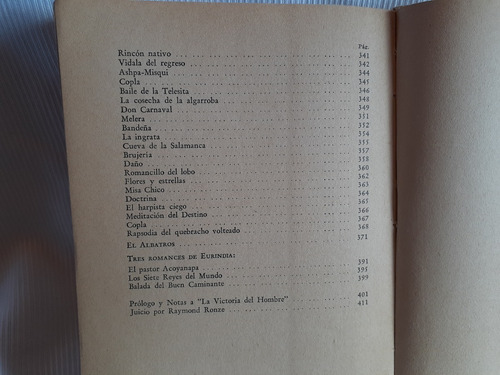 Pág.
Rincón nativo ........ 341
Vidala del regreso ........ 342
Ashpa-Misqui ........ 344
Copla ........ 345
Baile de la Telesita ........ 346
La cosecha de la algarroba ........ 348
Don Carnaval ........ 349
Melera ........ 351
Bandeña ........ 352
La ingrata ........ 354
Cueva de la Salamanca ........ 355
Brujería ........ 357
Daño ........ 358
Romancillo del lobo ........ 360
Flores y estrellas ........ 362
Misa Chico ........ 363
Doctrina ........ 364
El harpista ciego ........ 365
Meditación del Destino ........ 366
Copla ........ 367
Rapsodia del quebracho volteado ........ 368
EL ALBATROS ........ 371
TRES ROMANCES DE EURINDIA:
El pastor Acoyanapa ........ 391
Los Siete Reyes del Mundo ........ 395
Balada del Buen Caminante ........ 399
Prólogo y Notas a "La Victoria del Hombre" ........ 401
Juicio por Raymond Ronze ........ 411